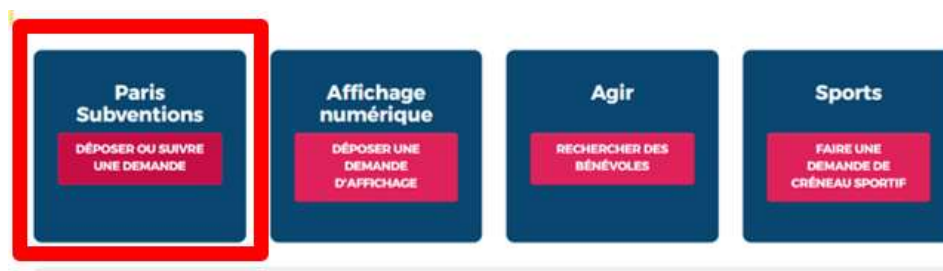 Paris
Subventions
DÉPOSER OU SUIVRE
UNE DEMANDE
Affichage
numérique
DÉPOSER UNE
DEMANDE
D'AFFICHAGE
Agir
RECHERCHER DES
BÉNÉVOLES
Sports
FAIRE UNE
DEMANDE DE
CRÉNEAU SPORTIF